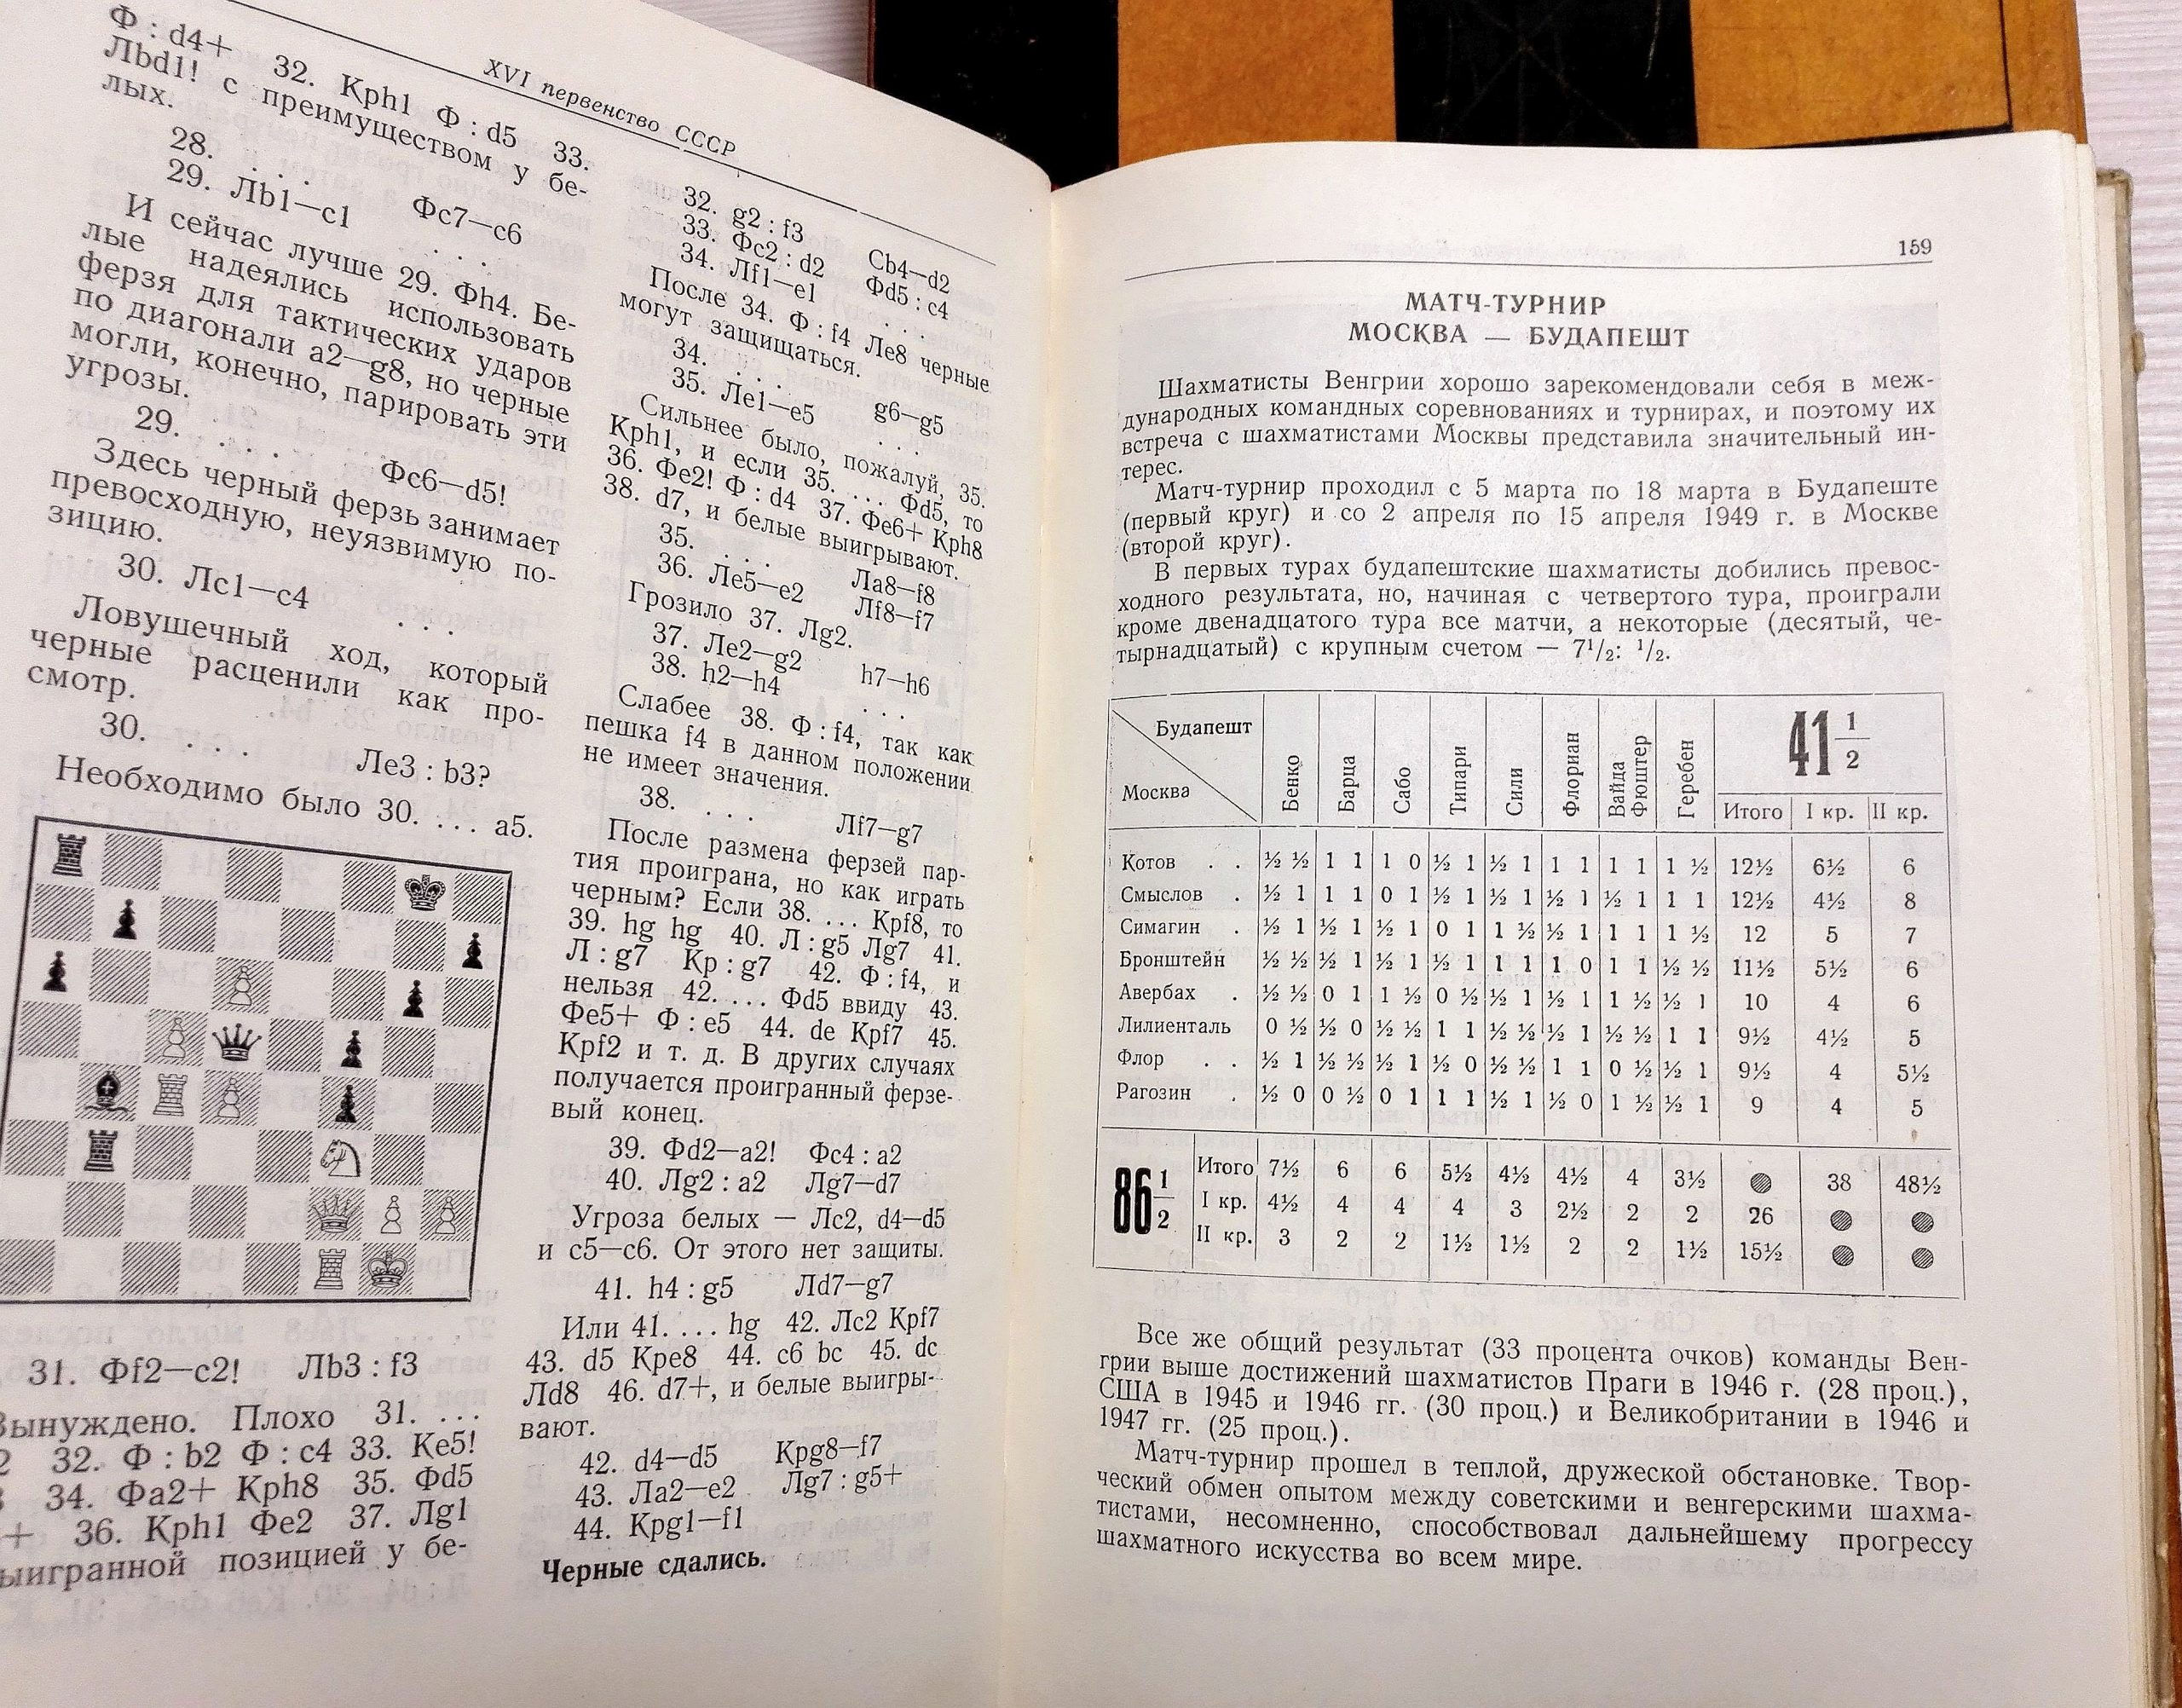 XVI первенство СССР
Ф : d4+ 32. Kph1 Ф : d5 33.
Лbd1! с преимуществом у бе-
лых.
28. . . . Фc7—c6
29. Лb1—c1 . . .
И сейчас лучше 29. Фh4. Бе-
лые надеялись использовать
ферзя для тактических ударов
по диагонали a2—g8, но черные
могли, конечно, парировать эти
угрозы.
29. . . . Фc6—d5!
Здесь черный ферзь занимает
превосходную, неуязвимую по-
зицию.
30. Лc1—c4 . . .
Ловушечный ход, который
черные расценили как про-
смотр.
30. . . . Ле3 : b3?
Необходимо было 30. ... a5.
31. Фf2—c2! Лb3 : f3
Вынуждено. Плохо 31. ...
2 32. Ф : b2 Ф : c4 33. Ke5!
34. Фa2+ Kph8 35. Фd5
+ 36. Kph1 Фe2 37. Лg1
ыигранной позицией у бе-
32. g2 : f3 Cb4—d2
33. Фc2 : d2 Фd5 : c4
34. Лf1—e1 . . .
После 34. Ф : f4 Ле8 черные
могут защищаться.
34. . . . g6—g5
35. Ле1—e5 . . .
Сильнее было, пожалуй, 35.
Kph1, и если 35. ... Фd5, то
36. Фe2! Ф : d4 37. Фe6+ Kph8
38. d7, и белые выигрывают.
35. . . . Лa8—f8
36. Ле5—e2 Лf8—f7
Грозило 37. Лg2.
37. Ле2—g2 h7—h6
38. h2—h4 . . .
Слабее 38. Ф : f4, так как
пешка f4 в данном положении
не имеет значения.
38. . . . Лf7—g7
После размена ферзей пар-
тия проиграна, но как играть
черным? Если 38. ... Kpf8, то
39. hg hg 40. Л : g5 Лg7 41.
Л : g7 Kp : g7 42. Ф : f4, и
нельзя 42. ... Фd5 ввиду 43.
Фe5+ Ф : e5 44. de Kpf7 45.
Kpf2 и т. д. В других случаях
получается проигранный ферзе-
вый конец.
39. Фd2—a2! Фc4 : a2
40. Лg2 : a2 Лg7—d7
Угроза белых — Лс2, d4—d5
и c5—c6. От этого нет защиты.
41. h4 : g5 Лd7—g7
Или 41. ... hg 42. Лc2 Kpf7
43. d5 Kpe8 44. c6 bc 45. dc
Лd8 46. d7+, и белые выигры-
вают.
42. d4—d5 Kpg8—f7
43. Лa2—e2 Лg7 : g5+
44. Kpg1—f1
Черные сдались.
159
МАТЧ-ТУРНИР
МОСКВА — БУДАПЕШТ
Шахматисты Венгрии хорошо зарекомендовали себя в меж-
дународных командных соревнованиях и турнирах, и поэтому их
встреча с шахматистами Москвы представила значительный ин-
терес.
Матч-турнир проходил с 5 марта по 18 марта в Будапеште
(первый круг) и со 2 апреля по 15 апреля 1949 г. в Москве
(второй круг).
В первых турах будапештские шахматисты добились превос-
ходного результата, но, начиная с четвертого тура, проиграли
кроме двенадцатого тура все матчи, а некоторые (десятый, че-
тырнадцатый) с крупным счетом — 7½: ½.
Будапешт Москва Бенко Барца Сабо Типари Сили Флориан Вайда Фюштер Геребен 41½
Итого I кр. II кр.
Котов . . ½ ½ 1 1 1 0 ½ 1 ½ 1 1 1 1 1 1 ½ 12½ 6½ 6
Смыслов . ½ 1 1 1 0 1 ½ 1 ½ 1 ½ 1 ½ 1 1 1 12½ 4½ 8
Симагин . ½ 1 ½ 1 ½ 1 0 1 1 ½ ½ 1 1 1 1 ½ 12 5 7
Бронштейн ½ ½ ½ 1 ½ 1 ½ 1 1 1 1 0 1 1 ½ ½ 11½ 5½ 6
Авербах . ½ ½ 0 1 1 ½ 0 ½ ½ 1 ½ 1 1 ½ ½ 1 10 4 6
Лилиенталь 0 ½ ½ 0 ½ ½ 1 1 ½ ½ ½ 1 ½ ½ 1 1 9½ 4½ 5
Флор . . ½ 1 ½ ½ ½ 1 ½ 0 ½ ½ 1 1 0 ½ ½ 1 9½ 4 5½
Рагозин . ½ 0 0 ½ 0 1 1 1 ½ 1 ½ 0 1 ½ ½ 1 9 4 5
86½ Итого 7½ 6 6 5½ 4½ 4½ 4 3½ 38 48½
I кр. 4½ 4 4 4 3 2½ 2 2 26
II кр. 3 2 2 1½ 1½ 2 2 1½ 15½
Все же общий результат (33 процента очков) команды Вен-
грии выше достижений шахматистов Праги в 1946 г. (28 проц.),
США в 1945 и 1946 гг. (30 проц.) и Великобритании в 1946 и
1947 гг. (25 проц.).
Матч-турнир прошел в теплой, дружеской обстановке. Твор-
ческий обмен опытом между советскими и венгерскими шахма-
тистами, несомненно, способствовал дальнейшему прогрессу
шахматного искусства во всем мире.